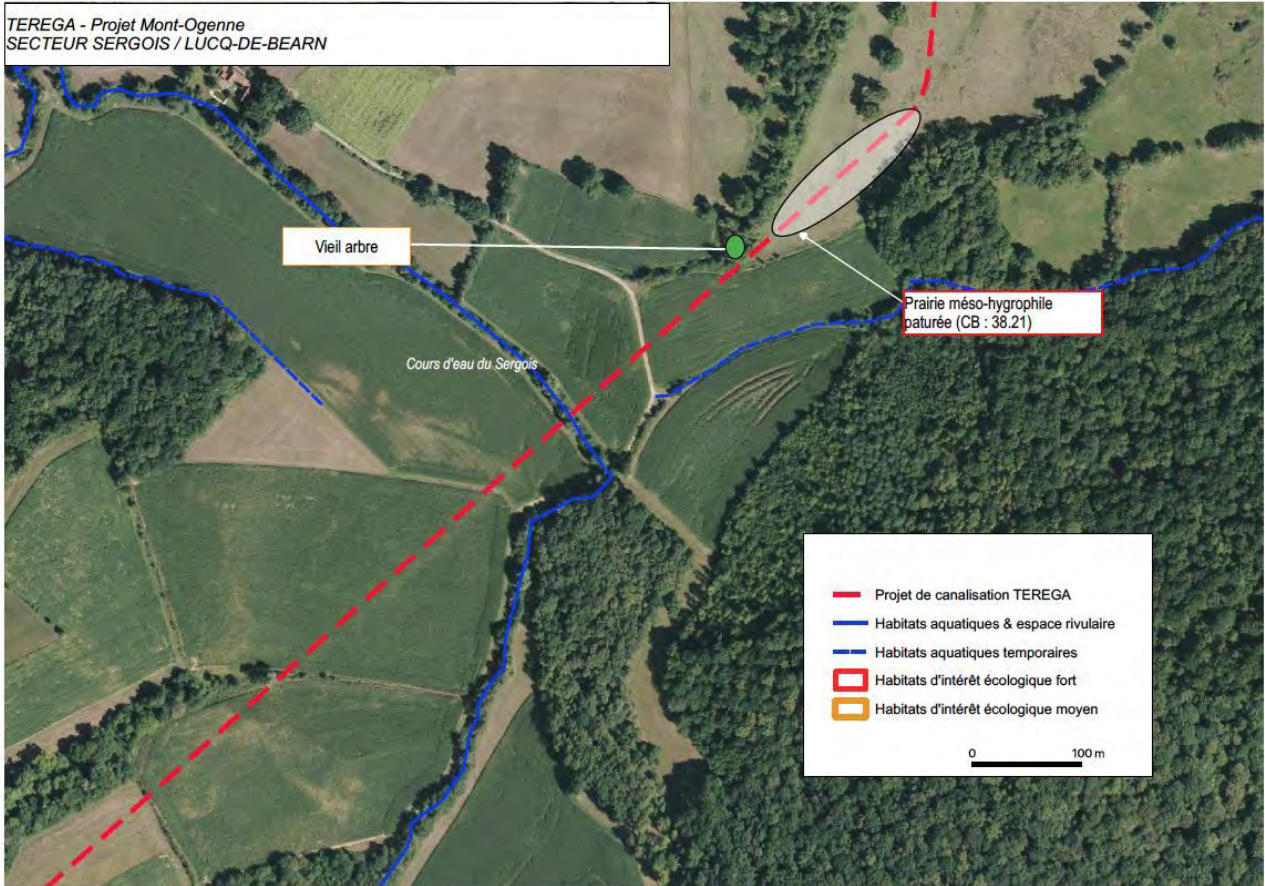 TEREGA - Projet Mont-Ogenne
SECTEUR SERGOIS / LUCQ-DE-BEARN
Vieil arbre
Prairie méso-hygrophile
paturée (CB : 38.21)
Cours d'eau du Sergois
Projet de canalisation TEREGA
Habitats aquatiques & espace rivulaire
Habitats aquatiques temporaires
Habitats d'intérêt écologique fort
Habitats d'intérêt écologique moyen
0 100 m